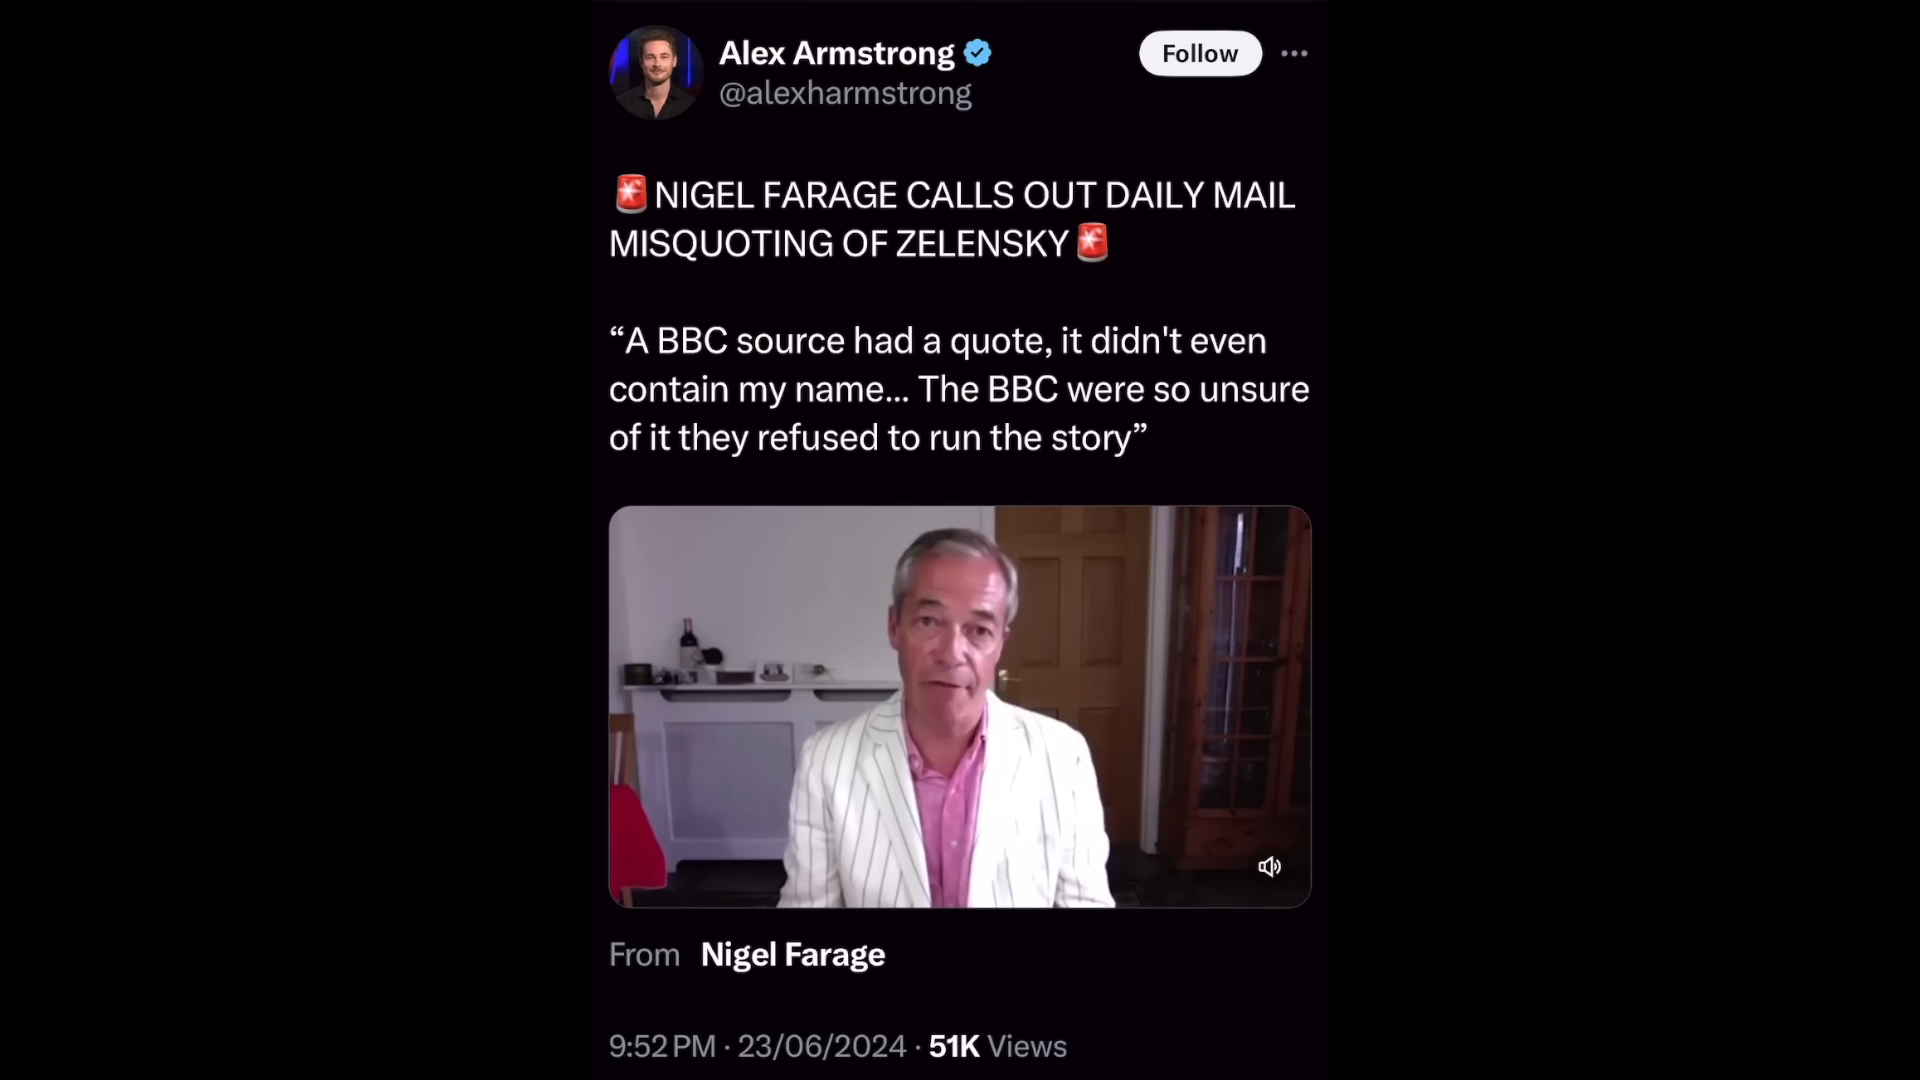 Alex Armstrong
Follow
@alexharmstrong
🚨NIGEL FARAGE CALLS OUT DAILY MAIL
MISQUOTING OF ZELENSKY🚨
“A BBC source had a quote, it didn't even
contain my name... The BBC were so unsure
of it they refused to run the story”
From Nigel Farage
9:52 PM · 23/06/2024 · 51K Views